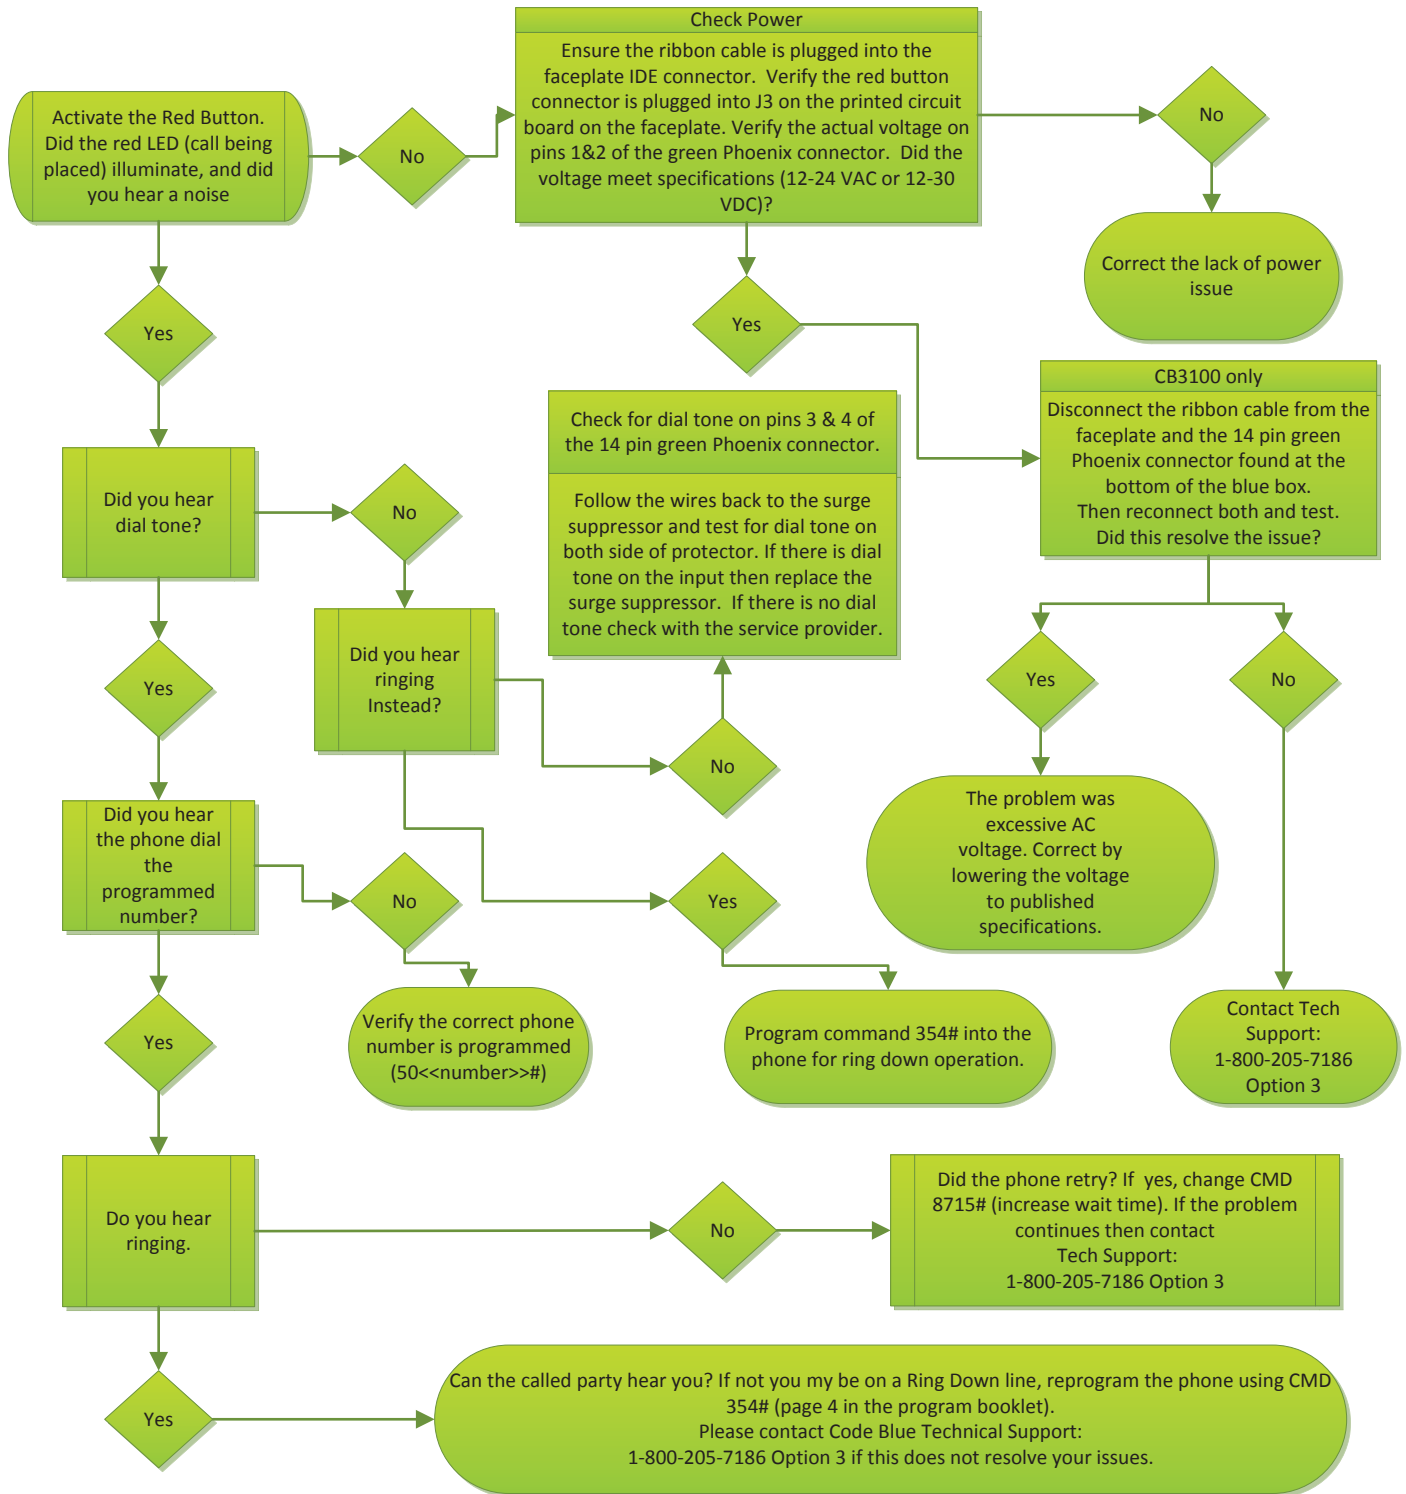 Check Power
Ensure the ribbon cable is plugged into the
faceplate IDE connector.  Verify the red button
connector is plugged into J3 on the printed circuit
board on the faceplate. Verify the actual voltage on
pins 1&2 of the green Phoenix connector.  Did the
voltage meet specifications (12-24 VAC or 12-30
VDC)?
Activate the Red Button.
Did the red LED (call being
placed) illuminate, and did
you hear a noise
No
No
Correct the lack of power
issue
Yes
Yes
CB3100 only
Disconnect the ribbon cable from the
faceplate and the 14 pin green
Phoenix connector found at the
bottom of the blue box.
Then reconnect both and test.
Did this resolve the issue?
Check for dial tone on pins 3 & 4 of
the 14 pin green Phoenix connector.
Follow the wires back to the surge
suppressor and test for dial tone on
both side of protector. If there is dial
tone on the input then replace the
surge suppressor.  If there is no dial
tone check with the service provider.
Did you hear
dial tone?
No
Did you hear
ringing
Instead?
Yes
Yes
No
No
The problem was
excessive AC
voltage. Correct by
lowering the voltage
to published
specifications.
Did you hear
the phone dial
the
programmed
number?
No
Yes
Verify the correct phone
number is programmed
(50<<number>>#)
Program command 354# into the
phone for ring down operation.
Contact Tech
Support:
1-800-205-7186
Option 3
Yes
Do you hear
ringing.
No
Did the phone retry? If  yes, change CMD
8715# (increase wait time). If the problem
continues then contact
Tech Support:
1-800-205-7186 Option 3
Yes
Can the called party hear you? If not you my be on a Ring Down line, reprogram the phone using CMD
354# (page 4 in the program booklet).
Please contact Code Blue Technical Support:
1-800-205-7186 Option 3 if this does not resolve your issues.